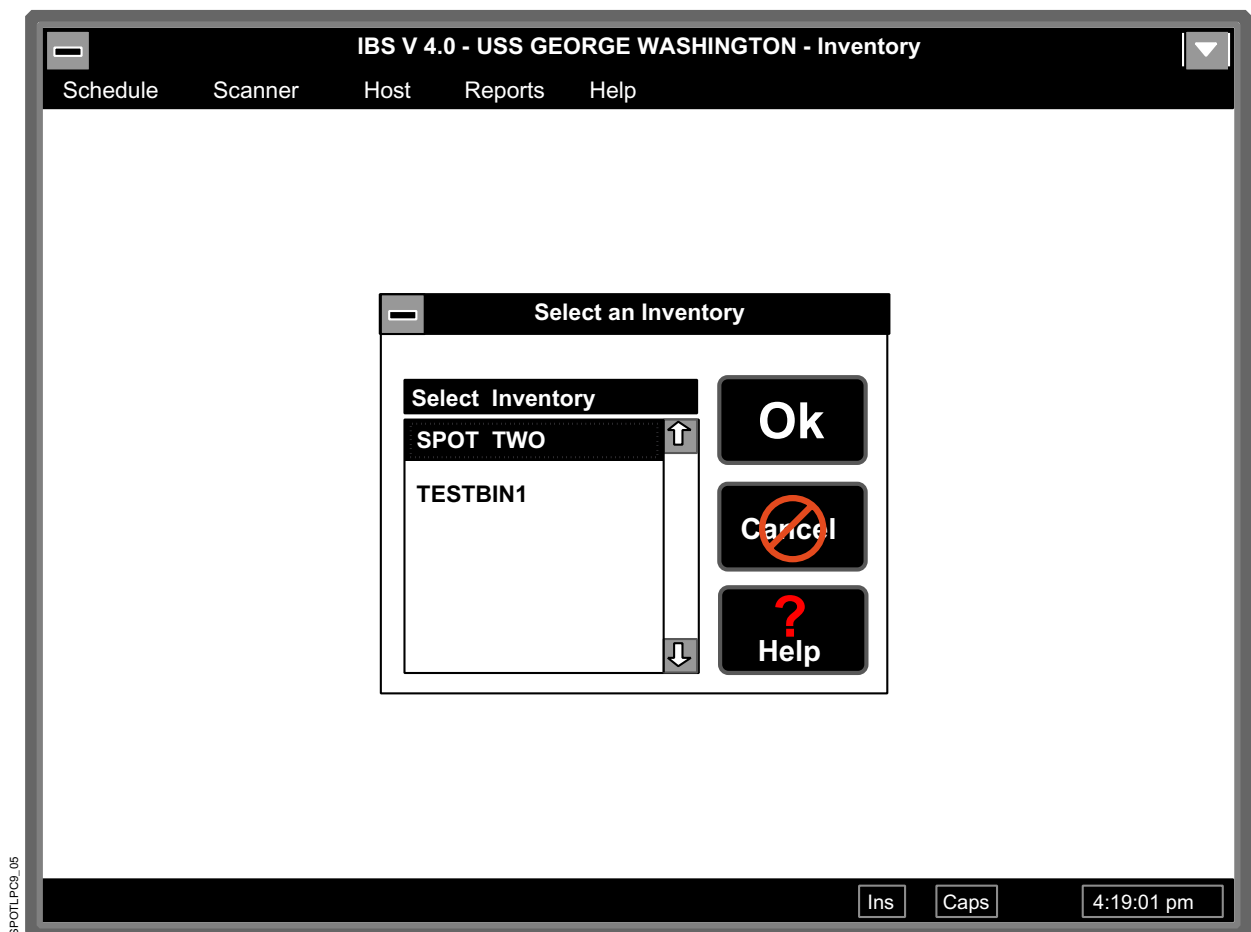 IBS V 4.0 - USS GEORGE WASHINGTON - Inventory
Schedule Scanner Host Reports Help
Select an Inventory
Select Inventory
SPOT TWO
TESTBIN1
Ok
Cancel
?
Help
Ins Caps 4:19:01 pm
SPOTLPC9_05